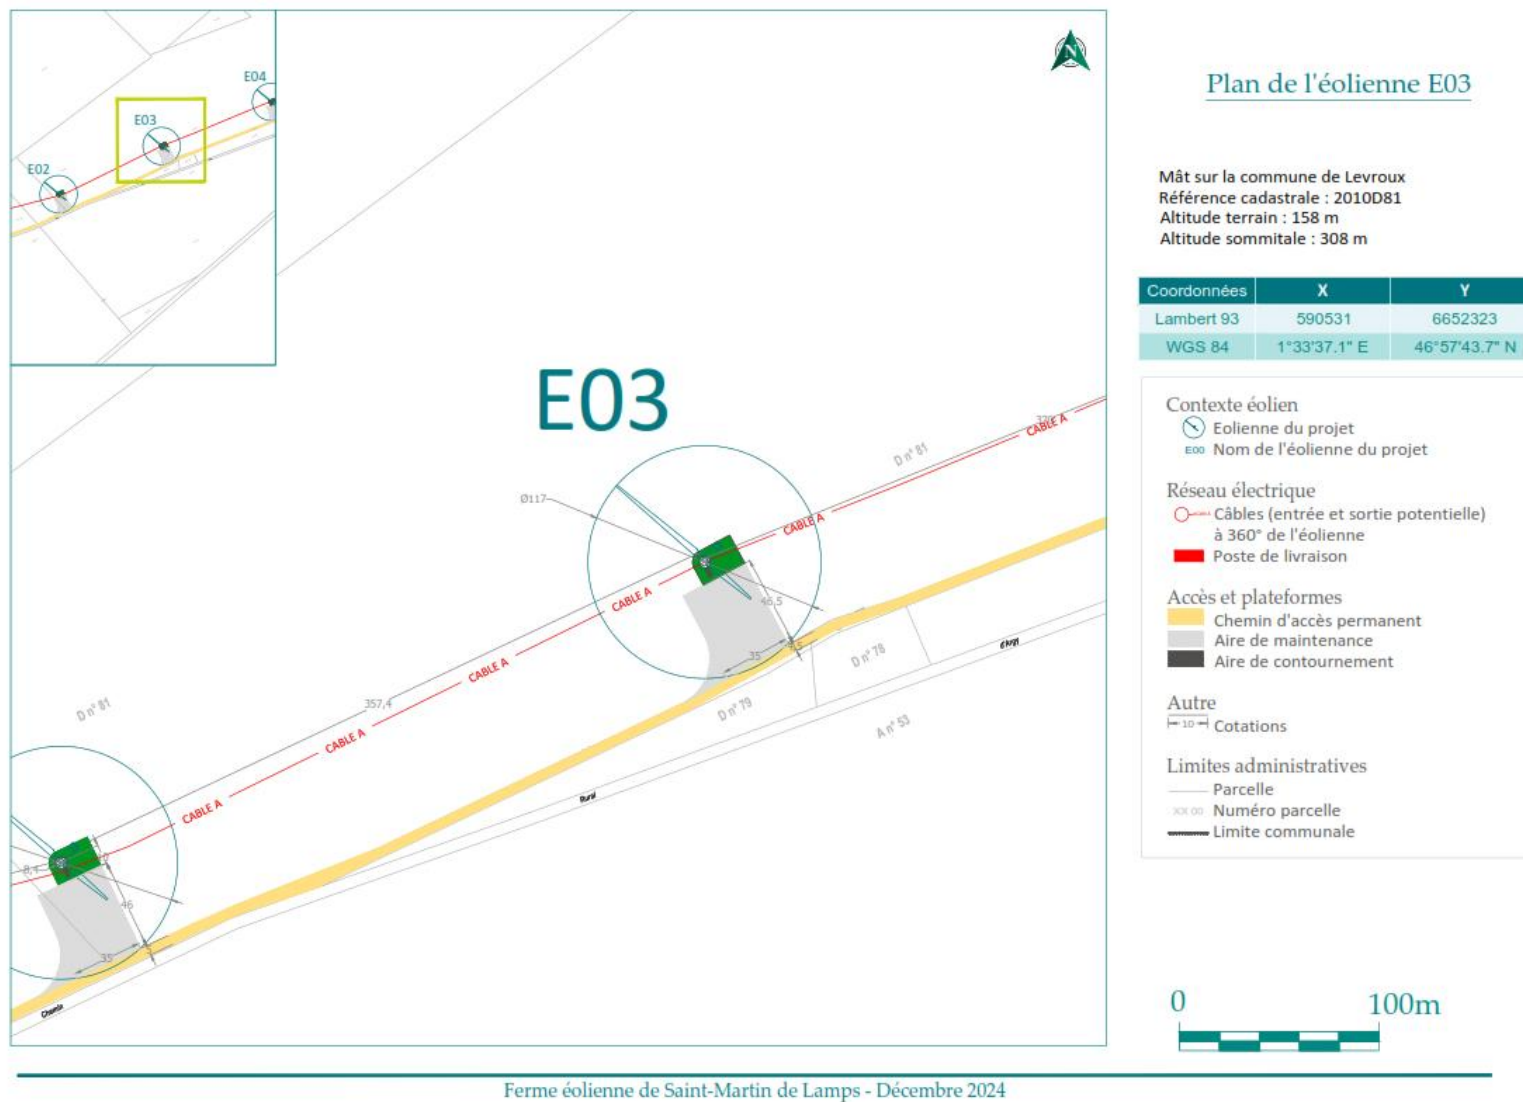 E04
E03
E02
N
Plan de l'éolienne E03
Mât sur la commune de Levroux
Référence cadastrale : 2010D81
Altitude terrain : 158 m
Altitude sommitale : 308 m
Coordonnées X Y
Lambert 93 590531 6652323
WGS 84 1°33'37.1" E 46°57'43.7" N
E03
CABLE A
D n° 81
Ø117
CABLE A
CABLE A
46,5
35
D n° 78
d'Argy
D n° 79
A n° 53
CABLE A
357,4
D n° 81
CABLE A
CABLE A
Rural
8,4
46
35
Chemin
Contexte éolien
Eolienne du projet
E00 Nom de l'éolienne du projet
Réseau électrique
Câbles (entrée et sortie potentielle)
à 360° de l'éolienne
Poste de livraison
Accès et plateformes
Chemin d'accès permanent
Aire de maintenance
Aire de contournement
Autre
10 Cotations
Limites administratives
Parcelle
XX 00 Numéro parcelle
Limite communale
0 100m
Ferme éolienne de Saint-Martin de Lamps - Décembre 2024